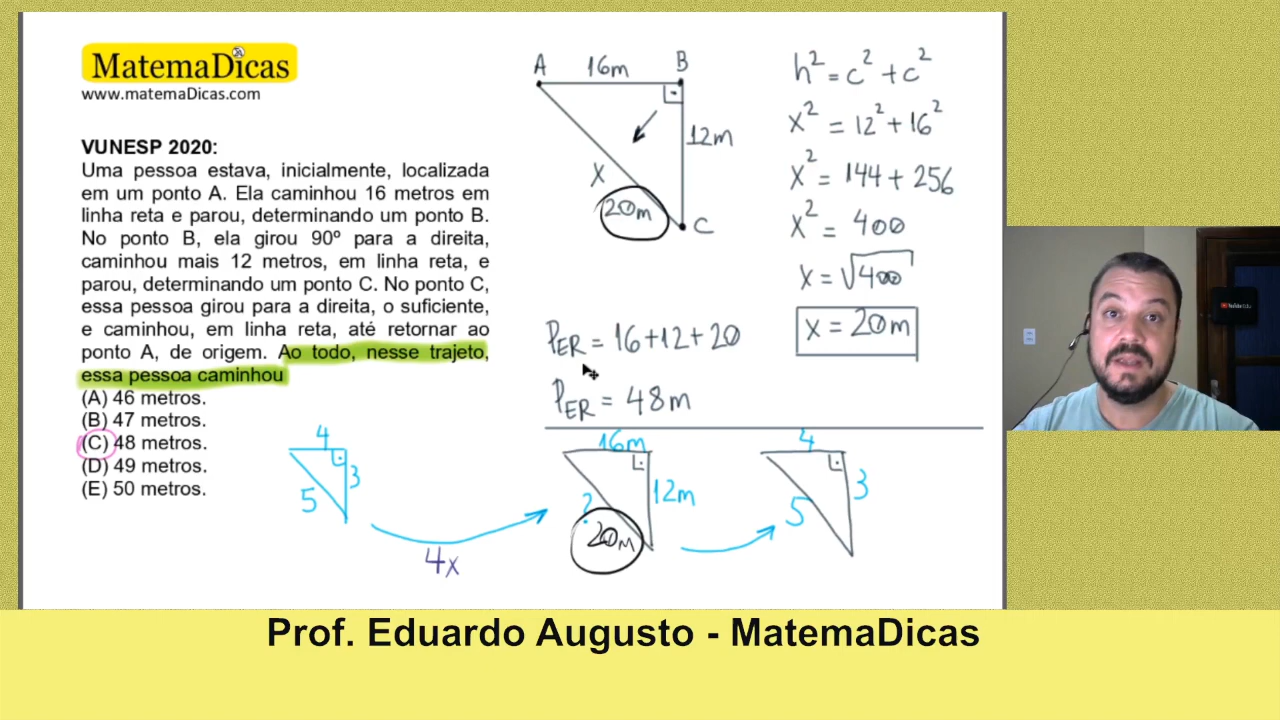 MatemaDicas
www.matemaDicas.com
VUNESP 2020:
Uma pessoa estava, inicialmente, localizada
em um ponto A. Ela caminhou 16 metros em
linha reta e parou, determinando um ponto B.
No ponto B, ela girou 90º para a direita,
caminhou mais 12 metros, em linha reta, e
parou, determinando um ponto C. No ponto C,
essa pessoa girou para a direita, o suficiente,
e caminhou, em linha reta, até retornar ao
ponto A, de origem. Ao todo, nesse trajeto,
essa pessoa caminhou
(A) 46 metros.
(B) 47 metros.
(C) 48 metros.
(D) 49 metros.
(E) 50 metros.
A 16m B
12m
x
20m
C
h² = c² + c²
x² = 12² + 16²
x² = 144 + 256
x² = 400
x = √400
x = 20m
PER = 16+12+20
PER = 48m
4
3
5
4x
16m
12m
?
20m
4
3
5
Prof. Eduardo Augusto - MatemaDicas